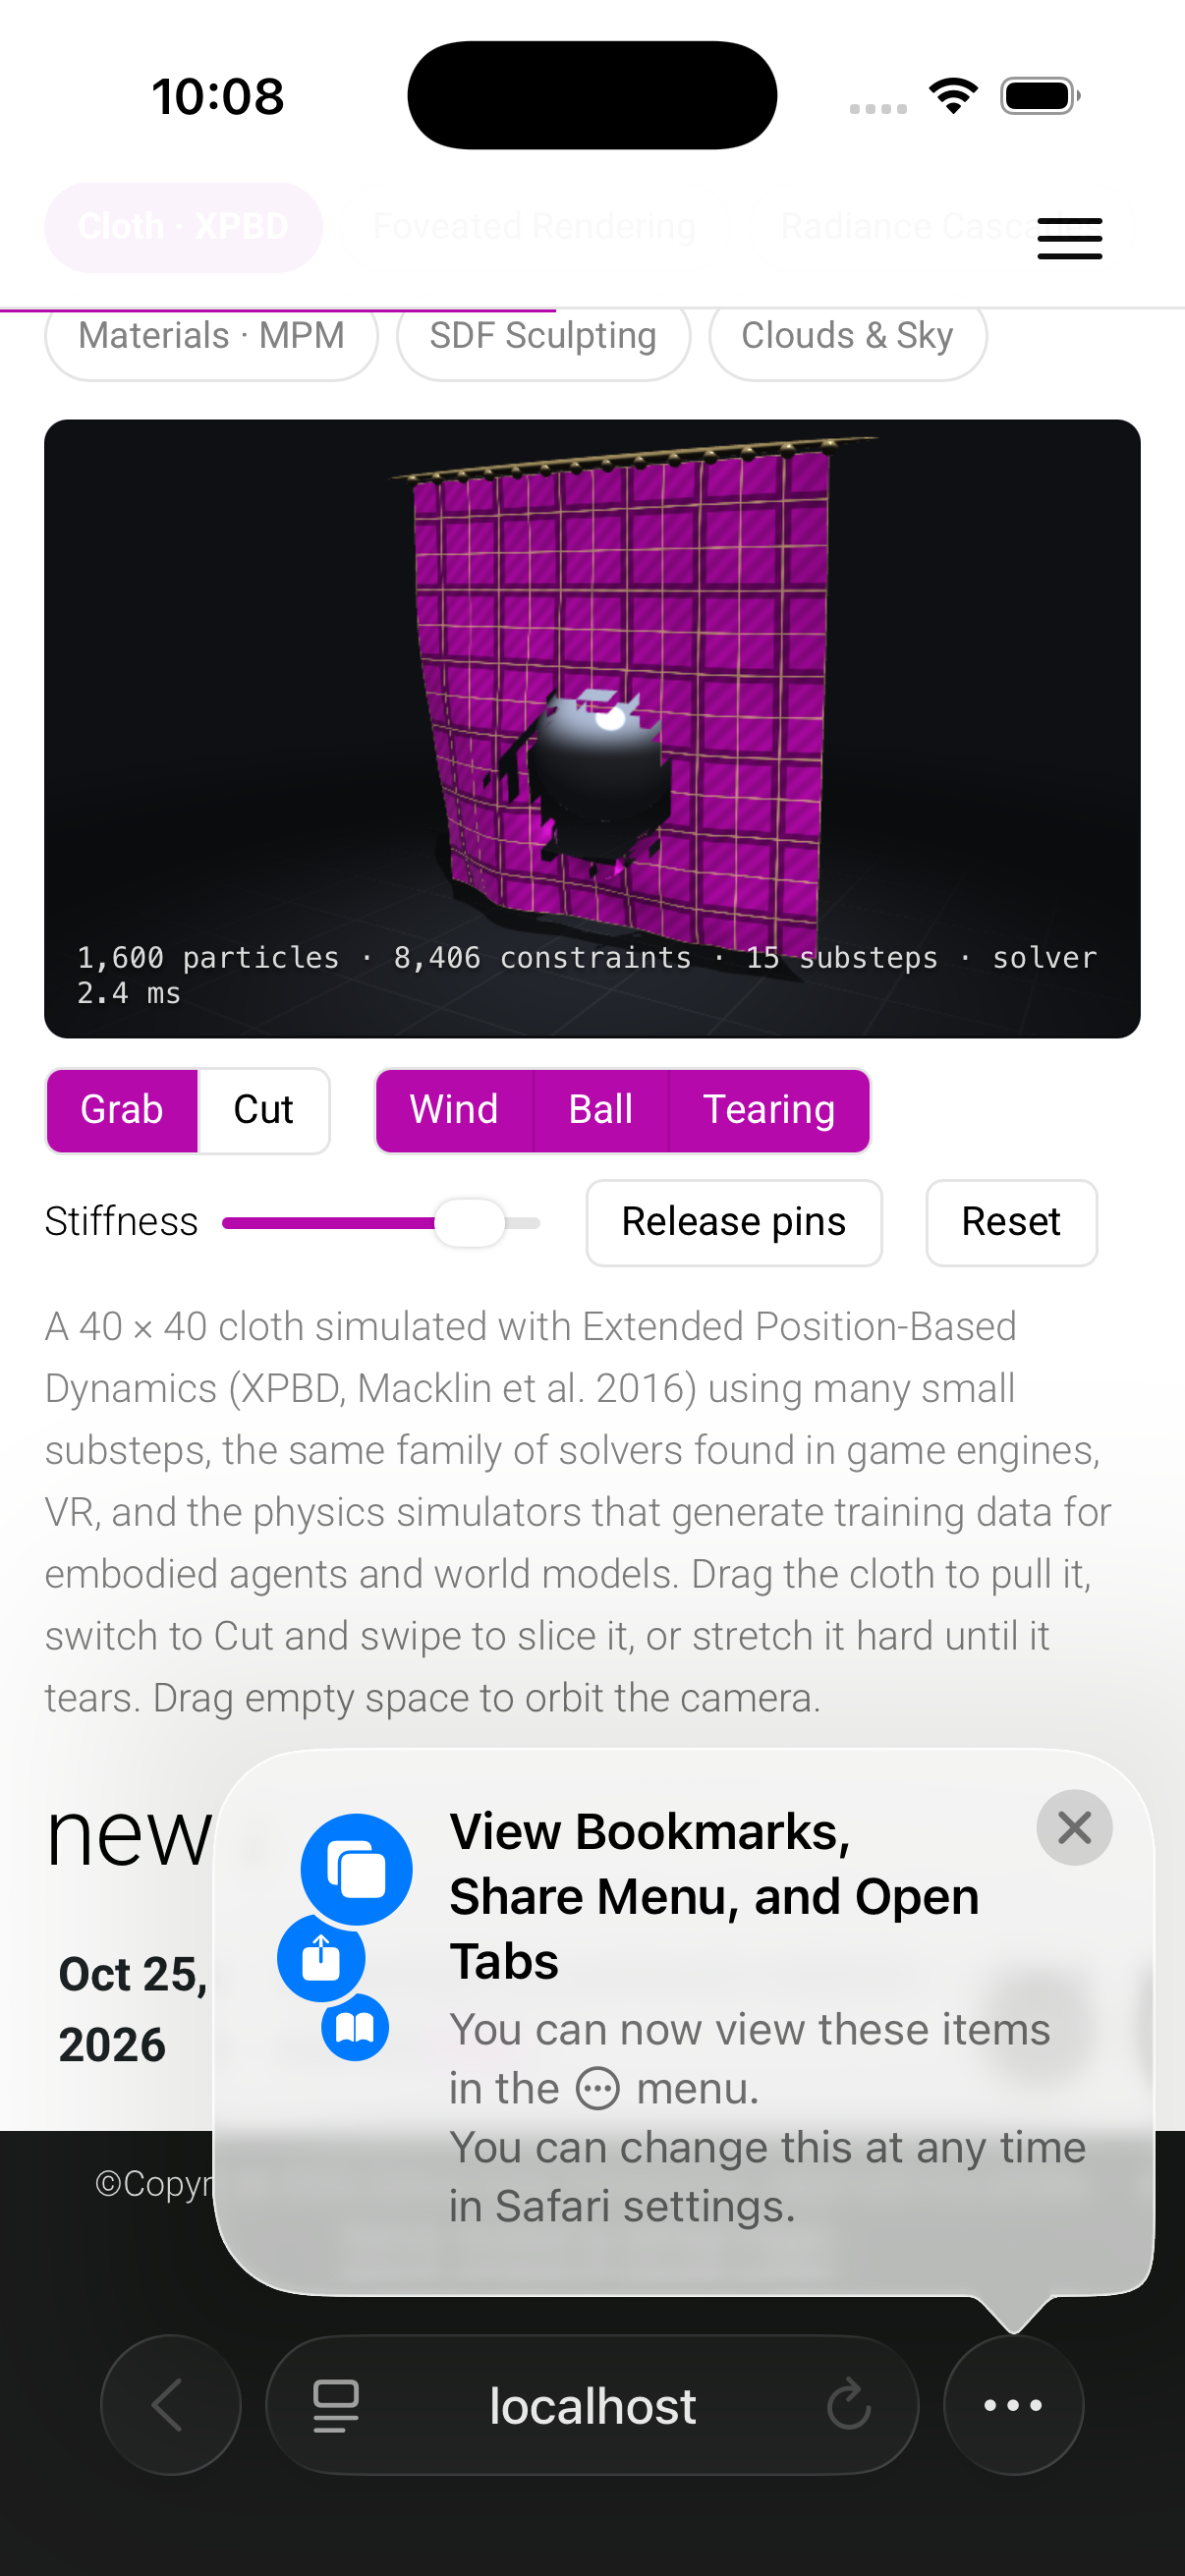 10:08
Cloth · XPBD
Foveated Rendering
Radiance Cascades
Materials · MPM
SDF Sculpting
Clouds & Sky
1,600 particles · 8,406 constraints · 15 substeps · solver
2.4 ms
Grab
Cut
Wind
Ball
Tearing
Stiffness
Release pins
Reset
A 40 × 40 cloth simulated with Extended Position-Based
Dynamics (XPBD, Macklin et al. 2016) using many small
substeps, the same family of solvers found in game engines,
VR, and the physics simulators that generate training data for
embodied agents and world models. Drag the cloth to pull it,
switch to Cut and swipe to slice it, or stretch it hard until it
tears. Drag empty space to orbit the camera.
new
View Bookmarks,
Share Menu, and Open
Tabs
You can now view these items
in the ··· menu.
You can change this at any time
in Safari settings.
Oct 25,
2026
©Copyr
localhost